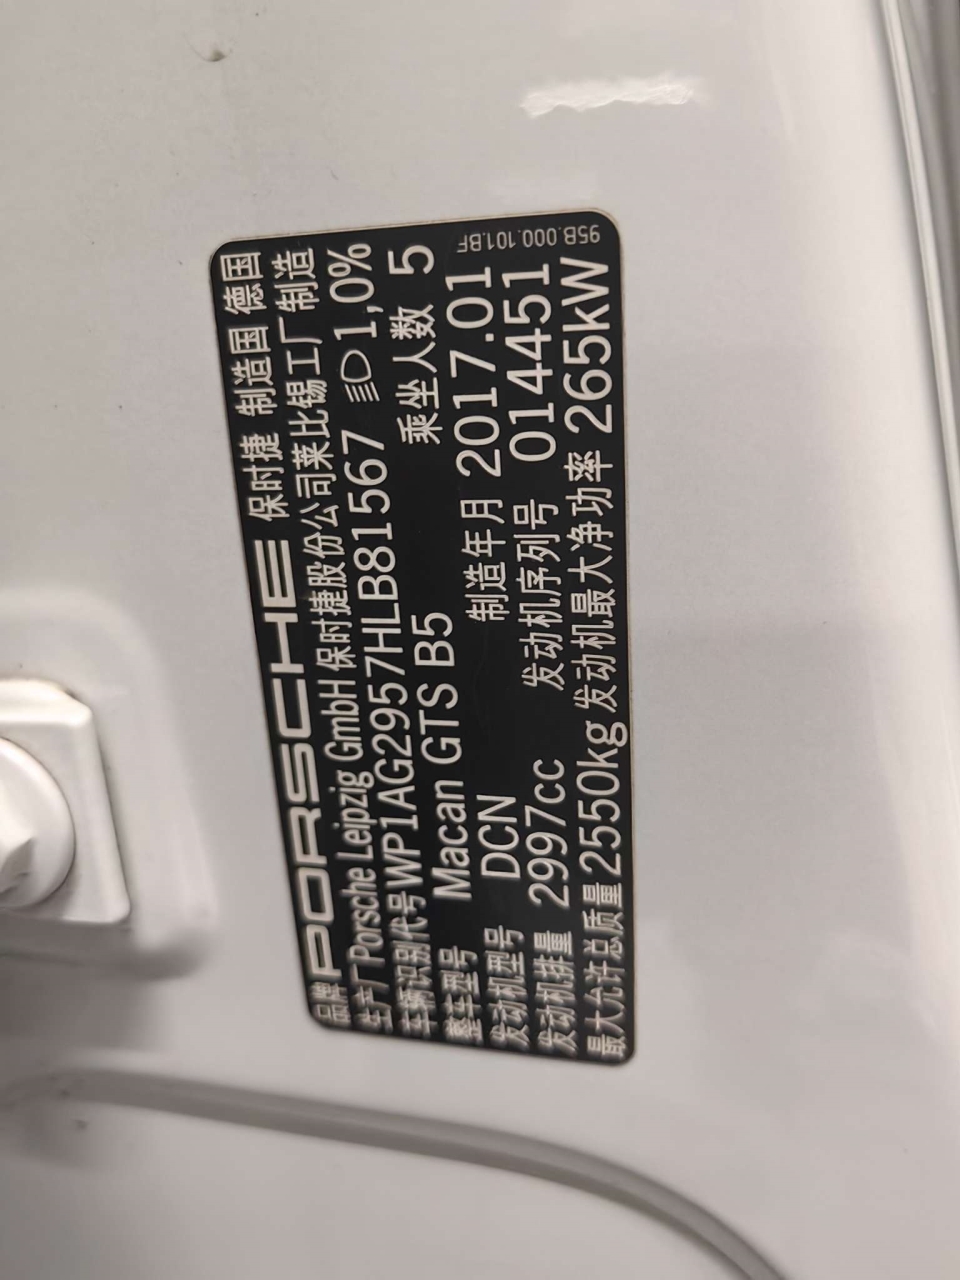 品牌 PORSCHE 保时捷 制造国 德国
生产厂 Porsche Leipzig GmbH 保时捷股份公司莱比锡工厂制造
车辆识别代号 WP1AG2957HLB81567 1,0%
整车型号 Macan GTS B5 乘坐人数 5
发动机型号 DCN 制造年月 2017.01
发动机排量 2997cc 发动机序列号 014451
最大允许总质量 2550kg 发动机最大净功率 265kW
95B.000.101.BF